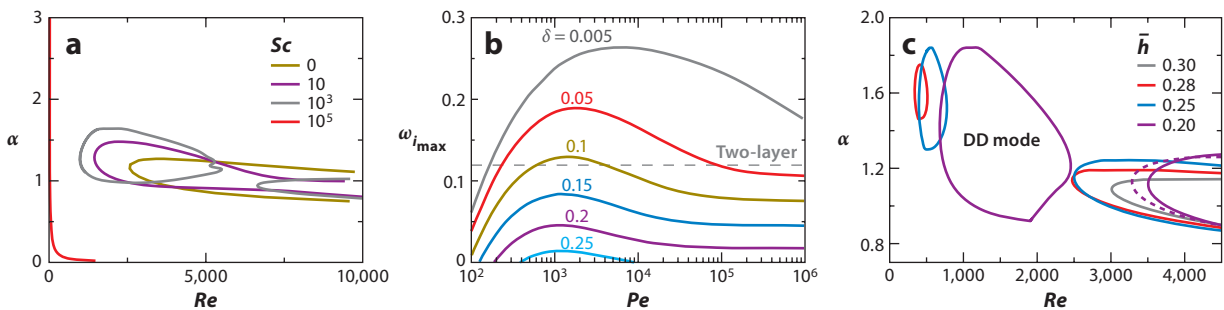 a
Sc
0
10
10³
10⁵
3
2
1
0
α
0
5,000
10,000
Re
b
δ = 0.005
0.05
0.1
Two-layer
0.15
0.2
0.25
0.3
0.2
0.1
0
ω_{i_max}
10² 10³ 10⁴ 10⁵ 10⁶
Pe
c
h̄
0.30
0.28
0.25
0.20
DD mode
2.0
1.6
1.2
0.8
α
0 1,000 2,000 3,000 4,000
Re